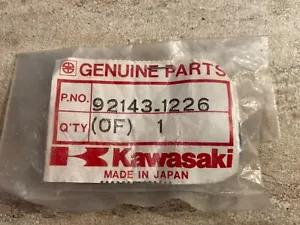 GENUINE PARTS
P.NO. 92143-1226
Q'TY (OF) 1
Kawasaki
MADE IN JAPAN